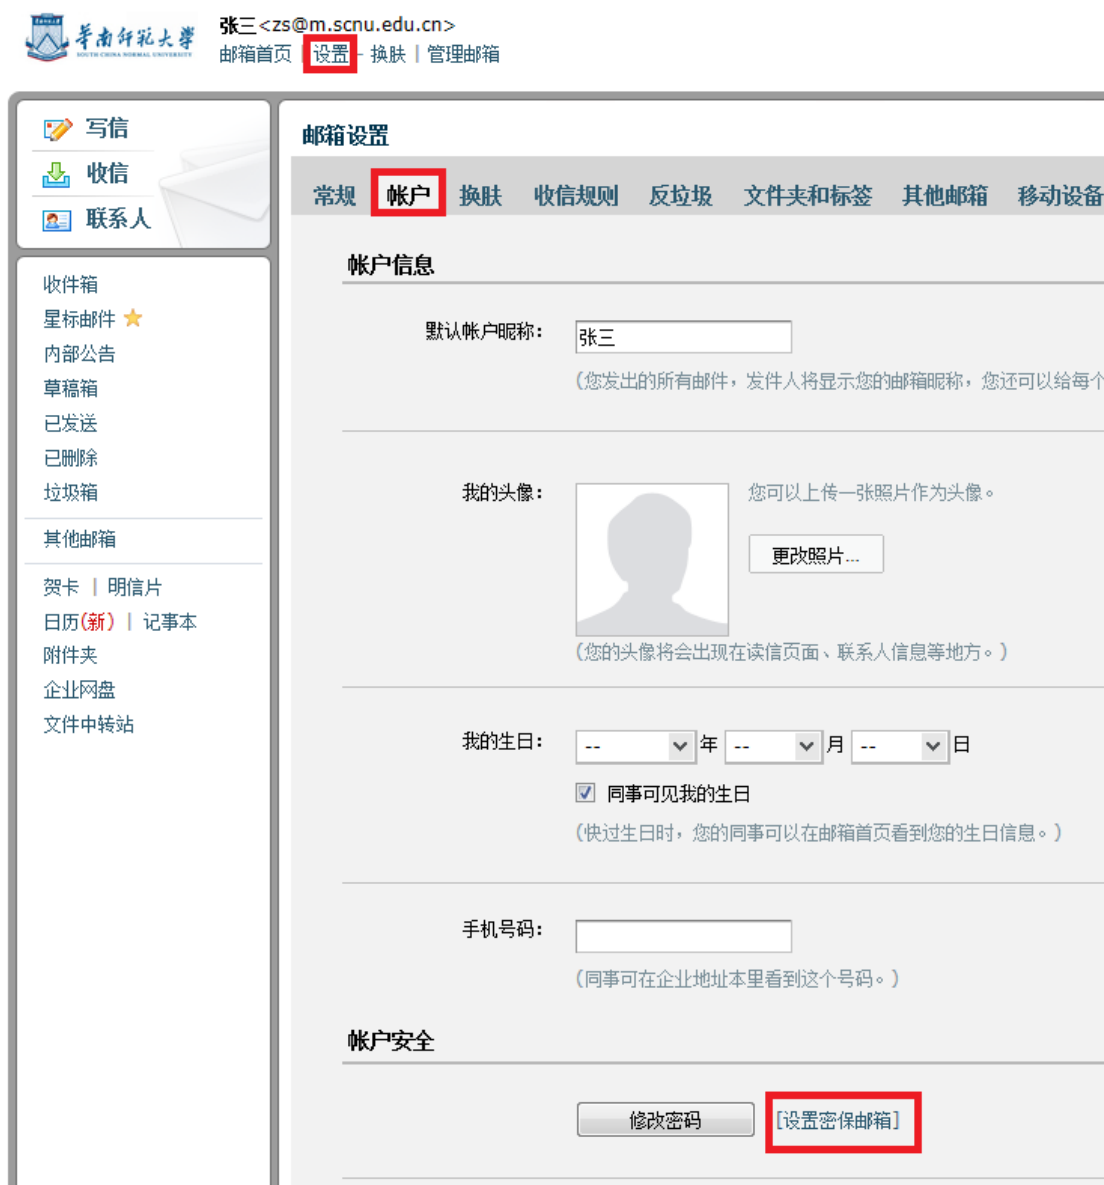 華南師範大學
SOUTH CHINA NORMAL UNIVERSITY
张三<zs@m.scnu.edu.cn>
邮箱首页 | 设置 - 换肤 | 管理邮箱
写信
收信
联系人
收件箱
星标邮件
内部公告
草稿箱
已发送
已删除
垃圾箱
其他邮箱
贺卡 | 明信片
日历(新) | 记事本
附件夹
企业网盘
文件中转站
邮箱设置
常规 帐户 换肤 收信规则 反垃圾 文件夹和标签 其他邮箱 移动设备
帐户信息
默认帐户昵称： 张三
（您发出的所有邮件，发件人将显示您的邮箱昵称，您还可以给每个
我的头像： 您可以上传一张照片作为头像。
更改照片...
（您的头像将会出现在读信页面、联系人信息等地方。）
我的生日： -- 年 -- 月 -- 日
同事可见我的生日
（快过生日时，您的同事可以在邮箱首页看到您的生日信息。）
手机号码：
（同事可在企业地址本里看到这个号码。）
帐户安全
修改密码 [设置密保邮箱]